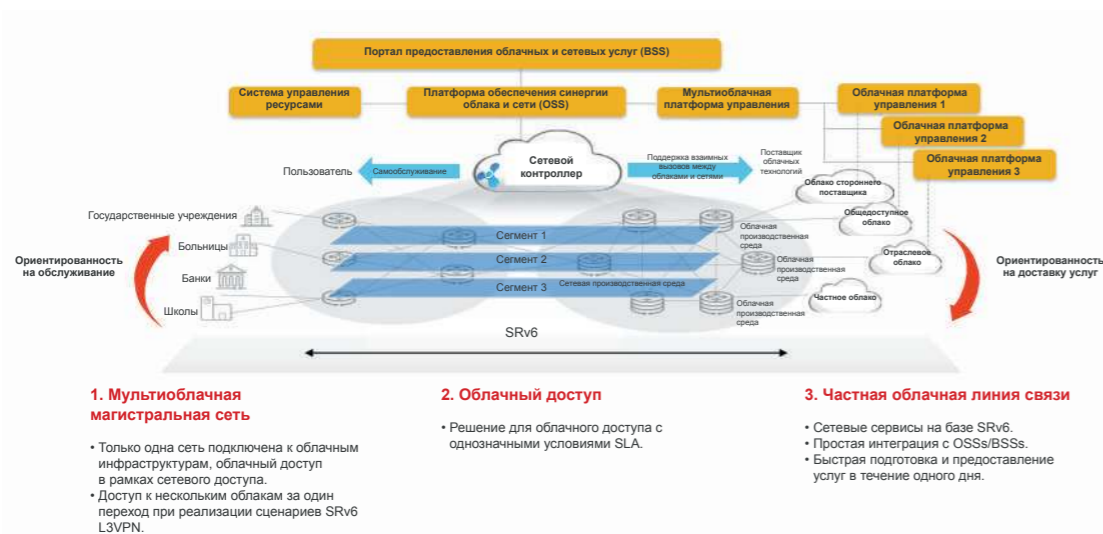 Портал предоставления облачных и сетевых услуг (BSS)
Система управления
ресурсами
Платформа обеспечения синергии
облака и сети (OSS)
Мультиоблачная
платформа управления
Облачная платформа
управления 1
Облачная платформа
управления 2
Облачная платформа
управления 3
Пользователь
Самообслуживание
Сетевой
контроллер
Поддержка взаимных
вызовов между
облаками и сетями
Поставщик
облачных
технологий
Облако стороннего
поставщика
Общедоступное
облако
Отраслевое
облако
Частное облако
Государственные учреждения
Больницы
Банки
Школы
Ориентированность
на обслуживание
Сегмент 1
Сегмент 2
Сегмент 3
Сетевая производственная среда
Облачная
производственная
среда
Облачная
производственная
среда
Облачная
производственная
среда
Ориентированность
на доставку услуг
SRv6
1. Мультиоблачная
магистральная сеть
• Только одна сеть подключена к облачным
инфраструктурам, облачный доступ
в рамках сетевого доступа.
• Доступ к нескольким облакам за один
переход при реализации сценариев SRv6
L3VPN.
2. Облачный доступ
• Решение для облачного доступа с
однозначными условиями SLA.
3. Частная облачная линия связи
• Сетевые сервисы на базе SRv6.
• Простая интеграция с OSSs/BSSs.
• Быстрая подготовка и предоставление
услуг в течение одного дня.